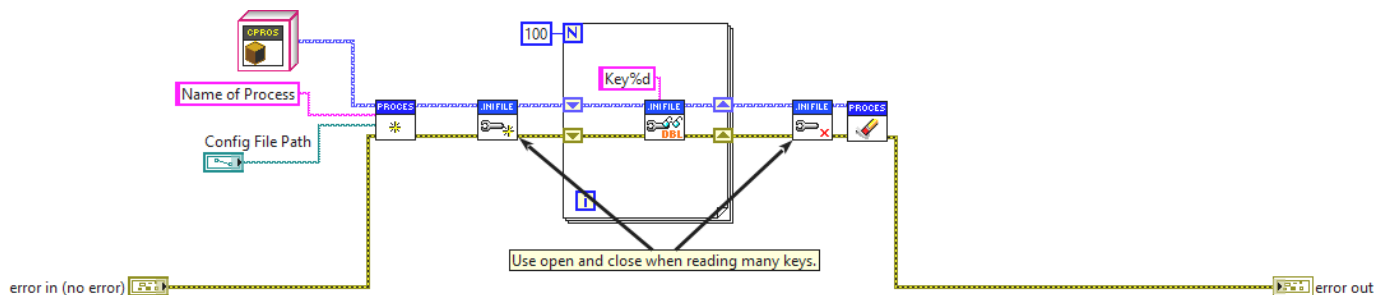 CPROS
100
N
Key%d
Name of Process
PROCES
.INIFILE
.INIFILE
DBL
.INIFILE
PROCES
Config File Path
i
Use open and close when reading many keys.
error in (no error)
error out